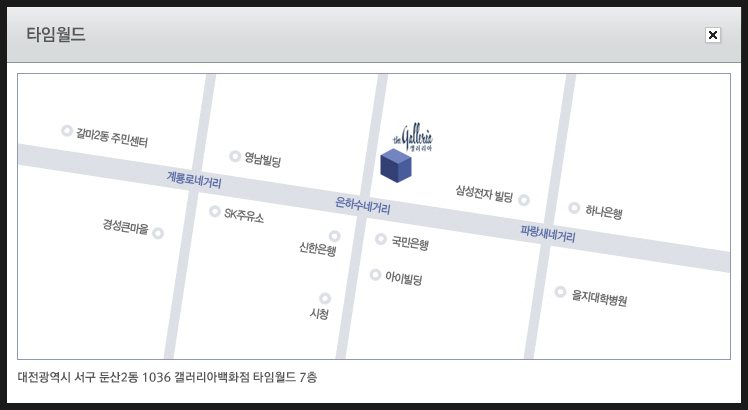 타임월드
the Galleria
갤러리아
갈마2동 주민센터
영남빌딩
계룡로네거리
삼성전자 빌딩
은하수네거리
하나은행
SK주유소
경성큰마을
파랑새네거리
신한은행
국민은행
아이빌딩
을지대학병원
시청
대전광역시 서구 둔산2동 1036 갤러리아백화점 타임월드 7층